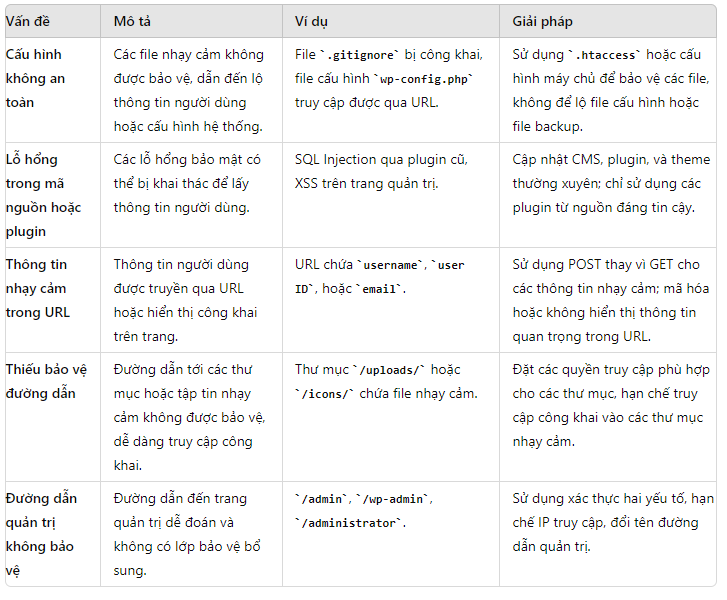 Vấn đề Mô tả Ví dụ Giải pháp
Cấu hình không an toàn
Các file nhạy cảm không được bảo vệ, dẫn đến lộ thông tin người dùng hoặc cấu hình hệ thống.
File `.gitignore` bị công khai, file cấu hình `wp-config.php` truy cập được qua URL.
Sử dụng `.htaccess` hoặc cấu hình máy chủ để bảo vệ các file, không để lộ file cấu hình hoặc file backup.
Lỗ hổng trong mã nguồn hoặc plugin
Các lỗ hổng bảo mật có thể bị khai thác để lấy thông tin người dùng.
SQL Injection qua plugin cũ, XSS trên trang quản trị.
Cập nhật CMS, plugin, và theme thường xuyên; chỉ sử dụng các plugin từ nguồn đáng tin cậy.
Thông tin nhạy cảm trong URL
Thông tin người dùng được truyền qua URL hoặc hiển thị công khai trên trang.
URL chứa `username`, `user ID`, hoặc `email`.
Sử dụng POST thay vì GET cho các thông tin nhạy cảm; mã hóa hoặc không hiển thị thông tin quan trọng trong URL.
Thiếu bảo vệ đường dẫn
Đường dẫn tới các thư mục hoặc tập tin nhạy cảm không được bảo vệ, dễ dàng truy cập công khai.
Thư mục `/uploads/` hoặc `/icons/` chứa file nhạy cảm.
Đặt các quyền truy cập phù hợp cho các thư mục, hạn chế truy cập công khai vào các thư mục nhạy cảm.
Đường dẫn quản trị không bảo vệ
Đường dẫn đến trang quản trị dễ đoán và không có lớp bảo vệ bổ sung.
`/admin`, `/wp-admin`, `/administrator`.
Sử dụng xác thực hai yếu tố, hạn chế IP truy cập, đổi tên đường dẫn quản trị.